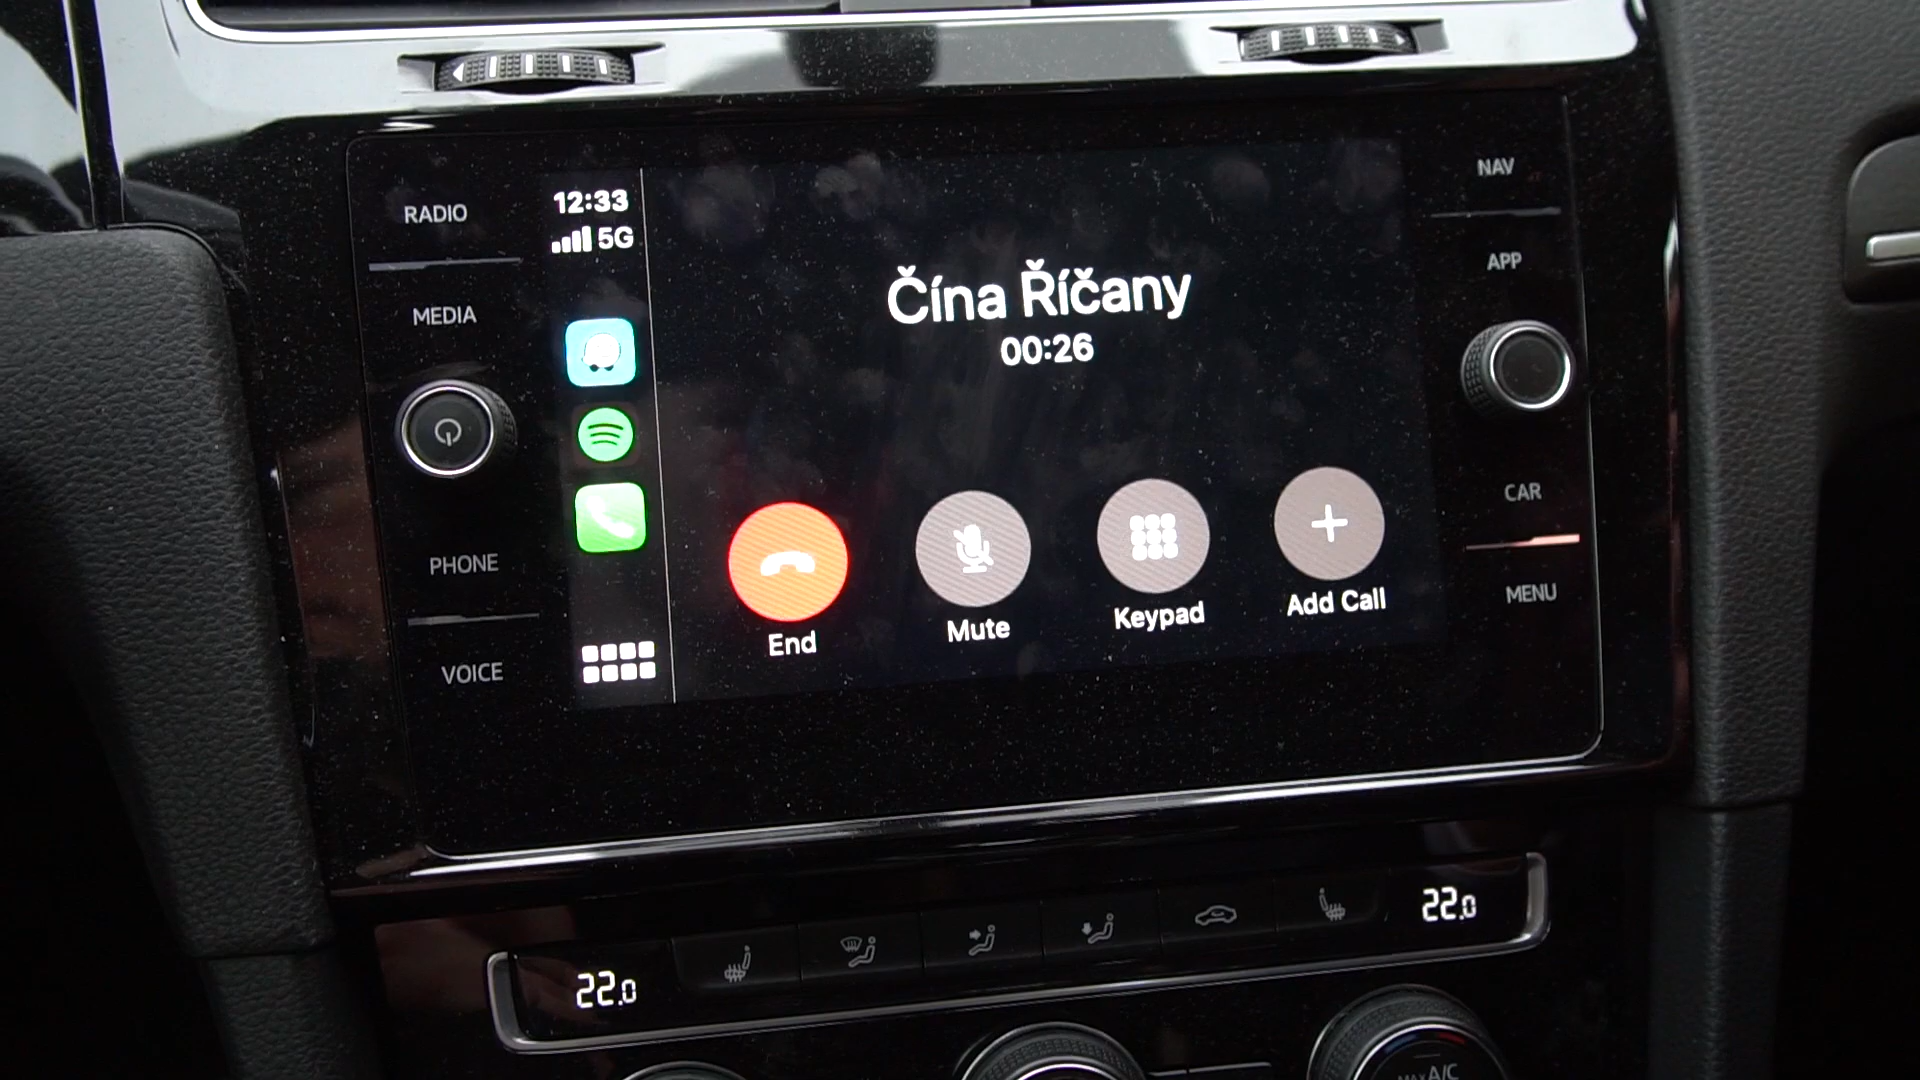 RADIO
MEDIA
PHONE
VOICE
12:33
5G
Čína Říčany
00:26
End
Mute
Keypad
Add Call
NAV
APP
CAR
MENU
22.0
22.0
MAX A/C